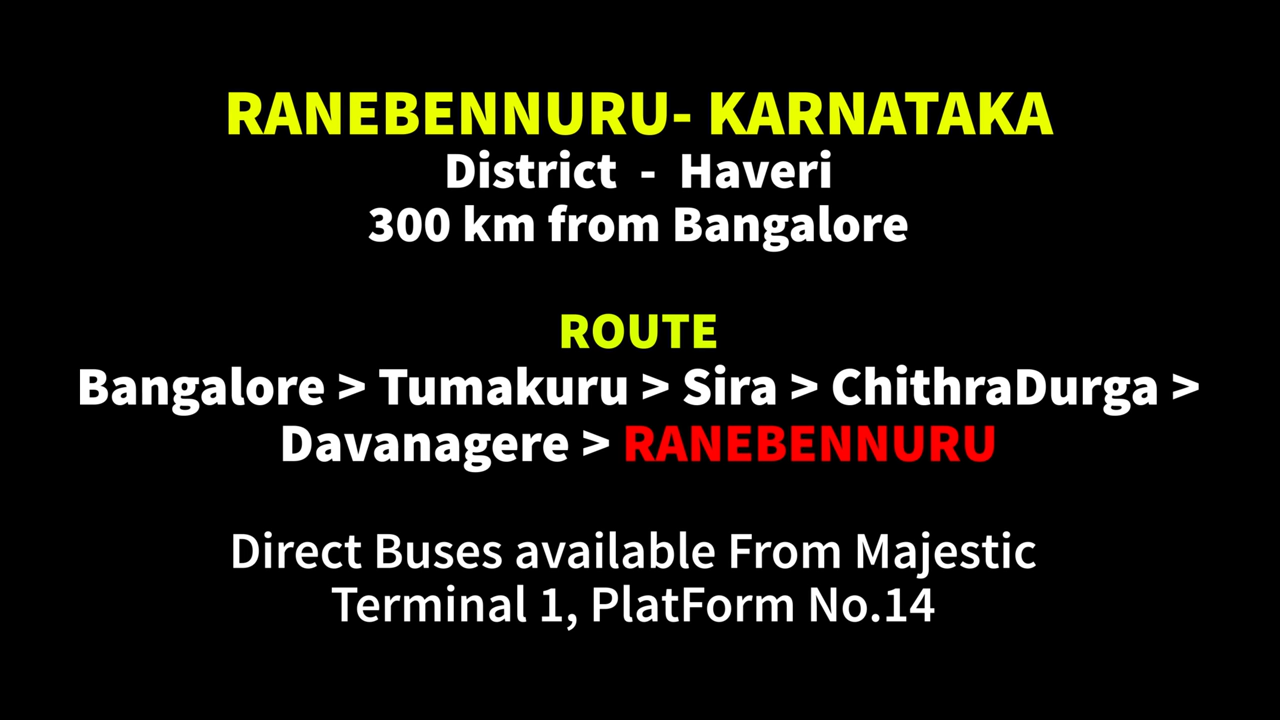 RANEBENNURU- KARNATAKA
District - Haveri
300 km from Bangalore
ROUTE
Bangalore > Tumakuru > Sira > ChithraDurga >
Davanagere > RANEBENNURU
Direct Buses available From Majestic
Terminal 1, PlatForm No.14